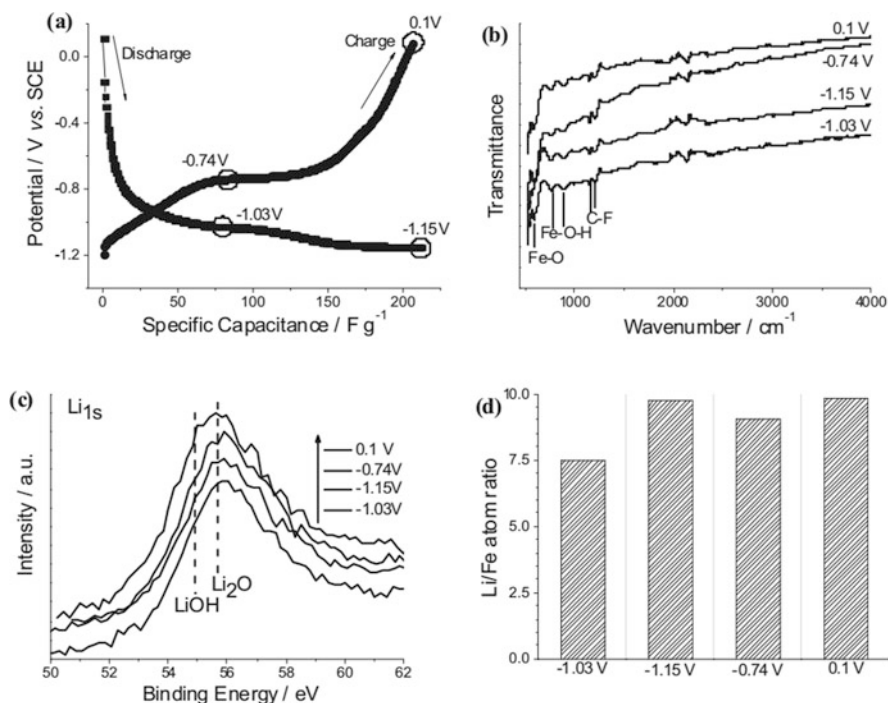 (a)
0.1V
Discharge
Charge
0.0
-0.4
-0.8
-1.2
-0.74V
-1.03V
-1.15V
Potential / V vs. SCE
0 50 100 150 200
Specific Capacitance / F g⁻¹
(b)
0.1 V
-0.74 V
-1.15 V
-1.03 V
Transmittance
C-F
Fe-O-H
Fe-O
1000 2000 3000 4000
Wavenumber / cm⁻¹
(c)
Li1s
0.1 V
-0.74V
-1.15V
-1.03V
Intensity / a.u.
Li2O
LiOH
50 52 54 56 58 60 62
Binding Energy / eV
(d)
10.0
7.5
5.0
2.5
0.0
Li/Fe atom ratio
-1.03 V -1.15 V -0.74 V 0.1 V